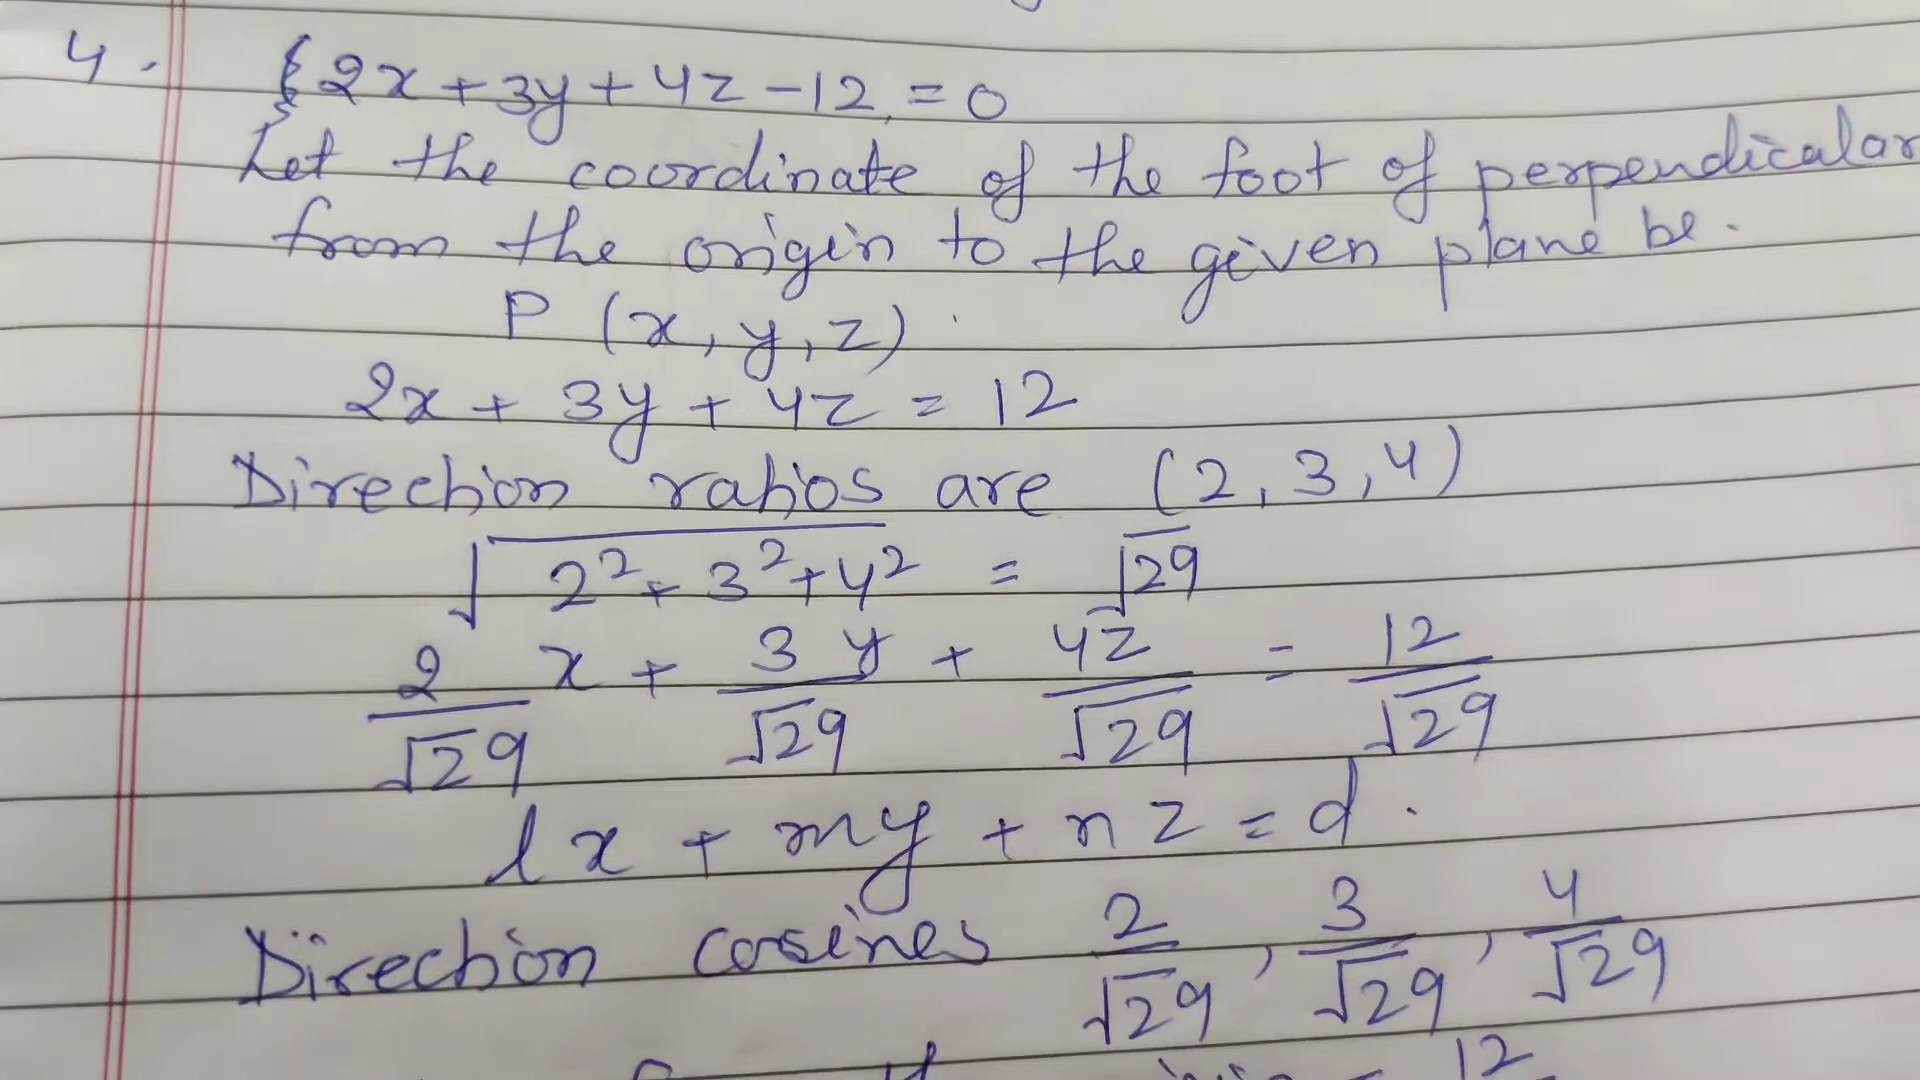 4. {2x + 3y + 4z - 12 = 0
Let the coordinate of the foot of perpendicular
from the origin to the given plane be.
P (x, y, z).
2x + 3y + 4z = 12
Direction ratios are (2, 3, 4)
√(2² + 3² + 4²) = √29
2/√29 x + 3y/√29 + 4z/√29 = 12/√29
lx + my + nz = d.
Direction cosines 2/√29, 3/√29, 4/√29
= 12